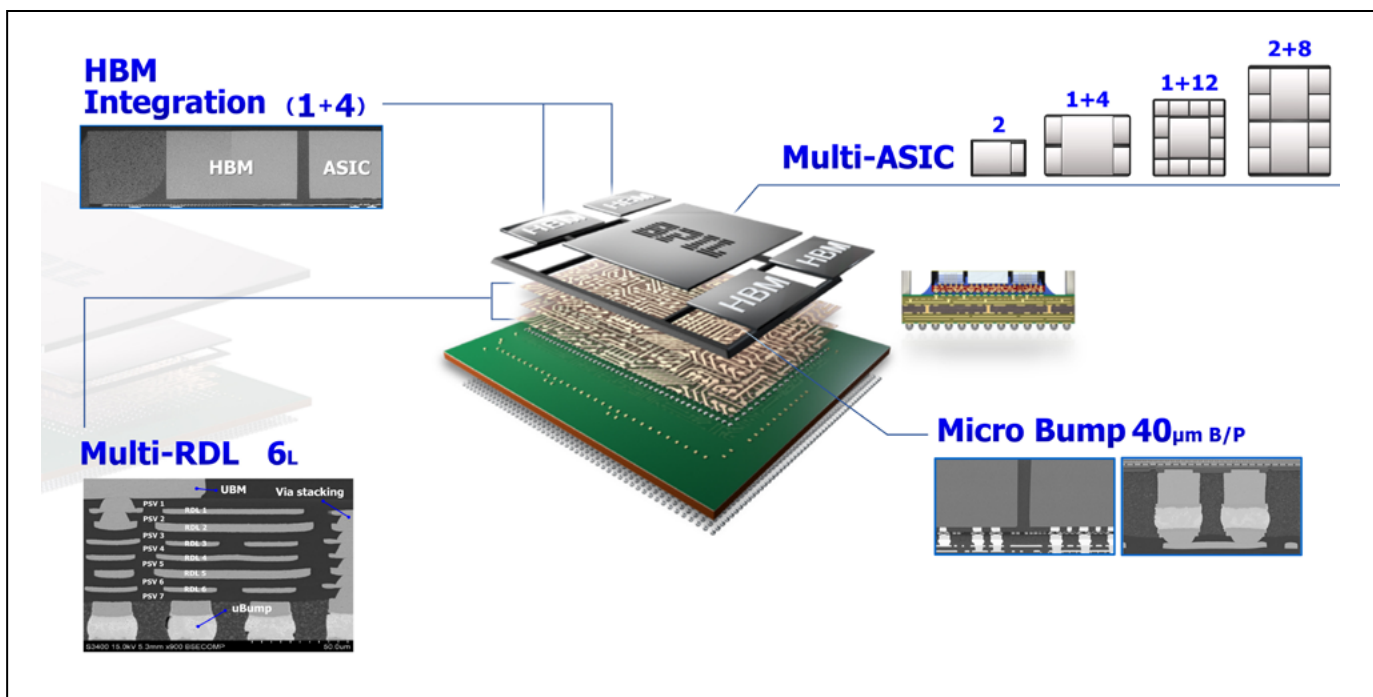 HBM
Integration (1+4)
HBM
ASIC
Multi-ASIC
2
1+4
1+12
2+8
HBM
HBM
HBM
HBM
Multi-RDL 6L
UBM
Via stacking
PSV 1
RDL 1
PSV 2
RDL 2
PSV 3
RDL 3
PSV 4
RDL 4
PSV 5
RDL 5
PSV 6
RDL 6
PSV 7
uBump
S3400 15.0kV 5.3mm x900 BSECOMP
50.0um
Micro Bump 40µm B/P